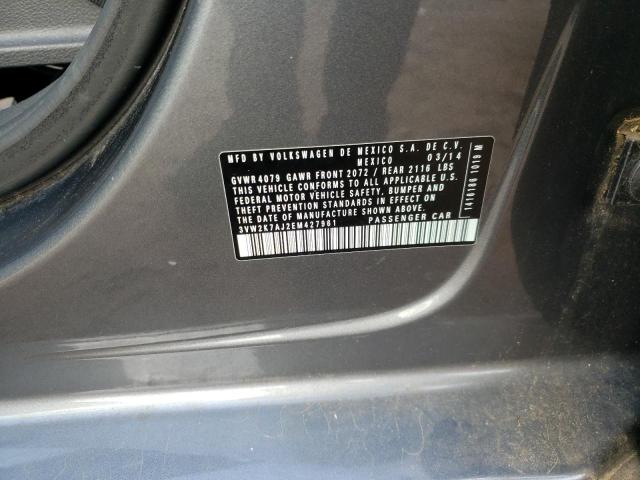 MFD BY VOLKSWAGEN DE MEXICO S.A. DE C.V.
MEXICO 03/14
GVWR4079 GAWR FRONT 2072 / REAR 2116 LBS
THIS VEHICLE CONFORMS TO ALL APPLICABLE U.S.
FEDERAL MOTOR VEHICLE SAFETY, BUMPER AND
THEFT PREVENTION STANDARDS IN EFFECT ON THE
DATE OF MANUFACTURE SHOWN ABOVE.
3VW2K7AJ2EM427961 PASSENGER CAR